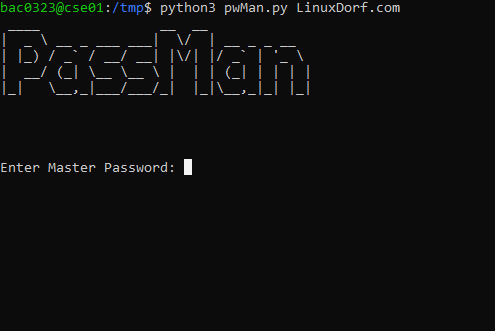 bac0323@cse01:/tmp$ python3 pwMan.py LinuxDorf.com
PassMan
Enter Master Password: